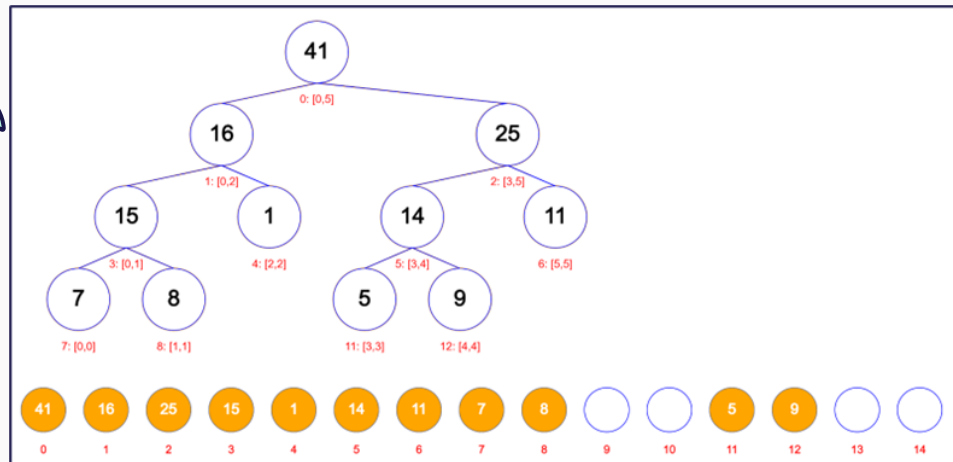 41
0: [0,5]
16 25
1: [0,2] 2: [3,5]
15 1 14 11
3: [0,1] 4: [2,2] 5: [3,4] 6: [5,5]
7 8 5 9
7: [0,0] 8: [1,1] 11: [3,3] 12: [4,4]
41 16 25 15 1 14 11 7 8 5 9
0 1 2 3 4 5 6 7 8 9 10 11 12 13 14